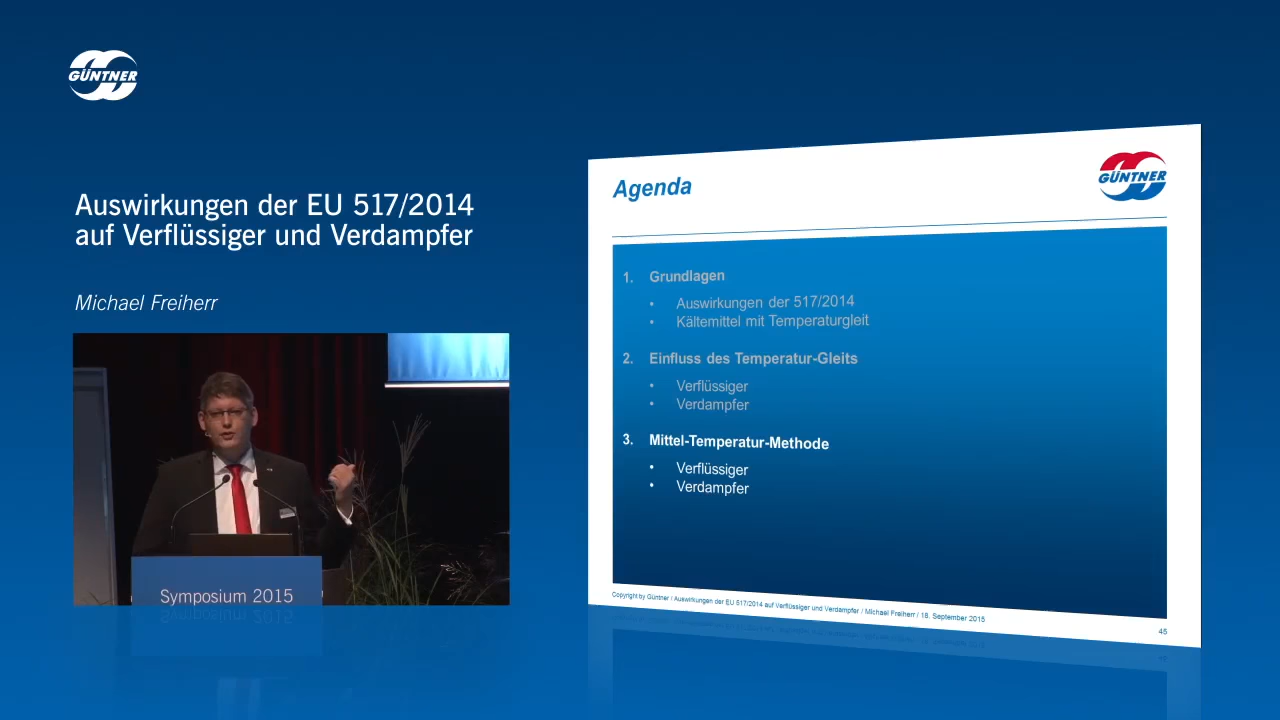 GÜNTNER
Auswirkungen der EU 517/2014
auf Verflüssiger und Verdampfer
Michael Freiherr
Symposium 2015
Agenda
GÜNTNER
1. Grundlagen
• Auswirkungen der 517/2014
• Kältemittel mit Temperaturgleit
2. Einfluss des Temperatur-Gleits
• Verflüssiger
• Verdampfer
3. Mittel-Temperatur-Methode
• Verflüssiger
• Verdampfer
Copyright by Güntner / Auswirkungen der EU 517/2014 auf Verflüssiger und Verdampfer / Michael Freiherr / 18. September 2015
45